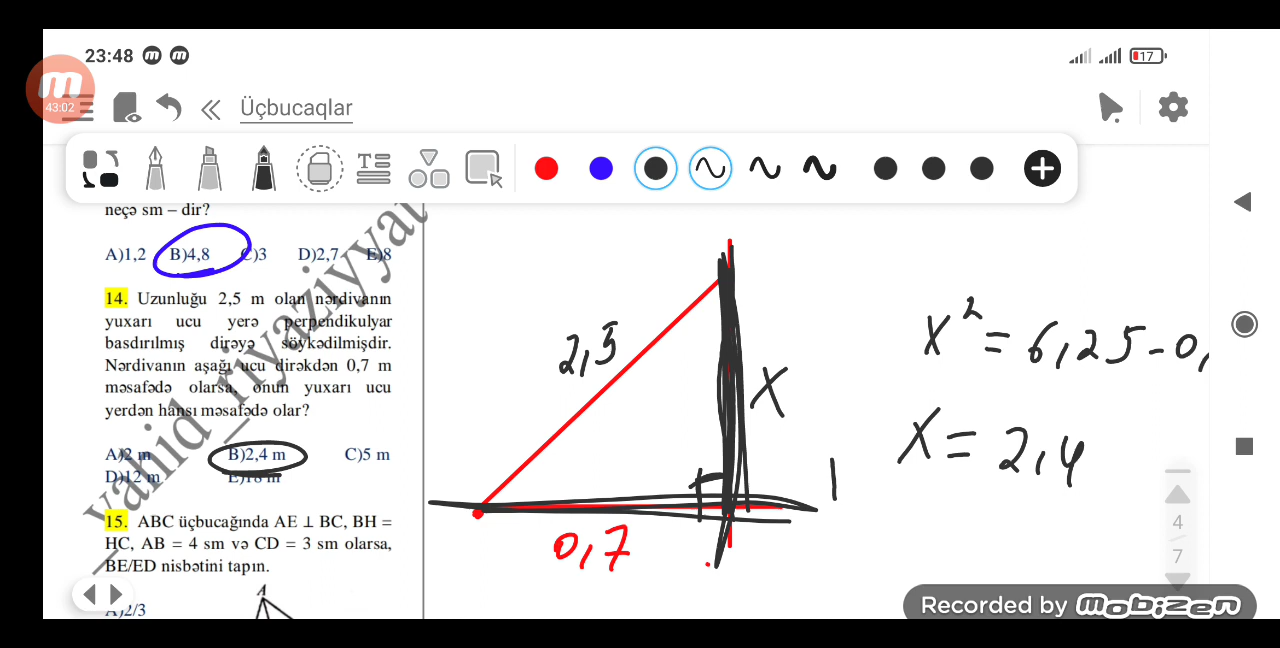 23:48
17
43:02
Üçbucaqlar
neçə sm – dir?
A)1,2 B)4,8 C)3 D)2,7 E)8
14. Uzunluğu 2,5 m olan nərdivanın
yuxarı ucu yerə perpendikulyar
basdırılmış dirəyə söykədilmişdir.
Nərdivanın aşağı ucu dirəkdən 0,7 m
məsafədə olarsa, onun yuxarı ucu
yerdən hansı məsafədə olar?
A)2 m B)2,4 m C)5 m
D)12 m E)18 m
15. ABC üçbucağında AE ⊥ BC, BH =
HC, AB = 4 sm və CD = 3 sm olarsa,
BE/ED nisbətini tapın.
A)2/3
A
_vahid_riyaziyyat
2,5
X
0,7
X² = 6,25-0,
X = 2,4
4
7
Recorded by mobizen